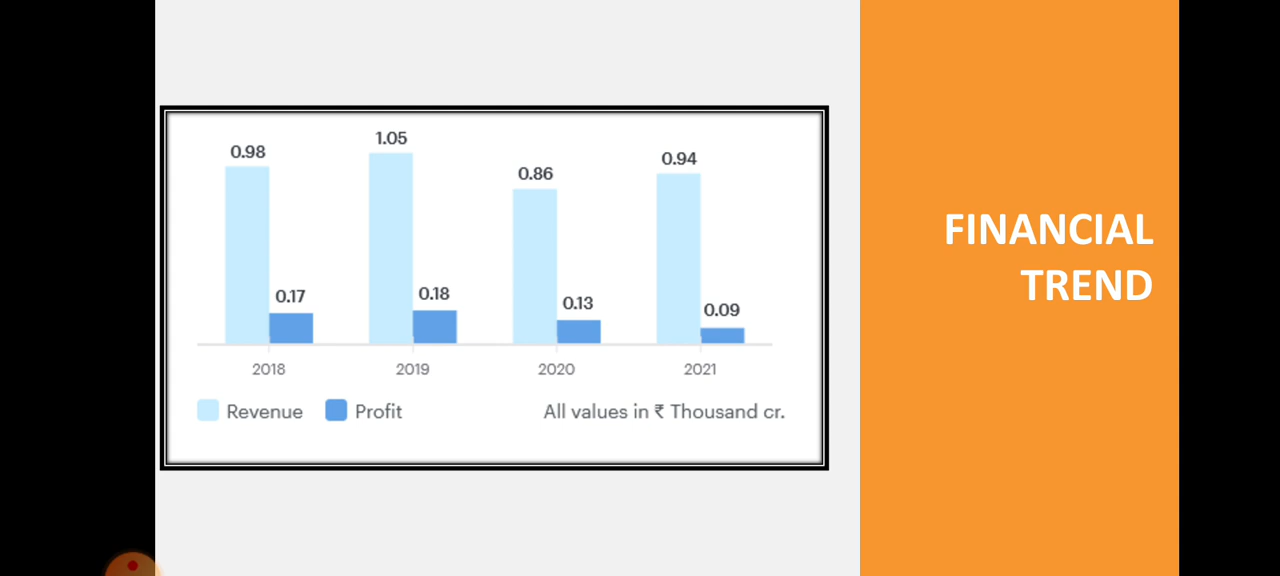 FINANCIAL
TREND
1.05
0.98
0.94
0.86
0.17
0.18
0.13
0.09
2018 2019 2020 2021
Revenue Profit All values in ₹ Thousand cr.